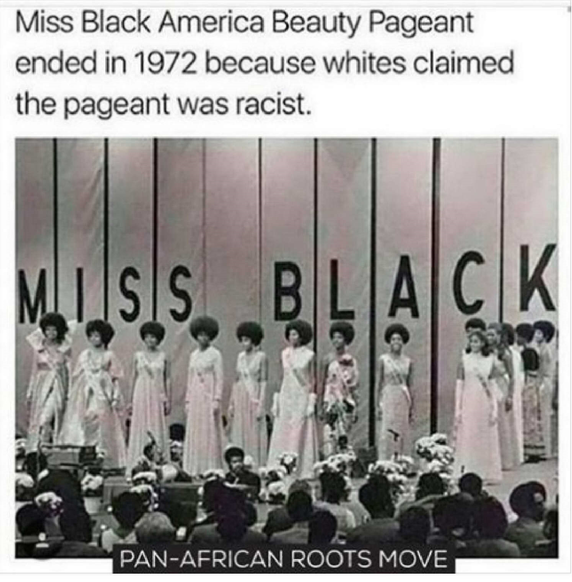 Miss Black America Beauty Pageant
ended in 1972 because whites claimed
the pageant was racist.
MISS BLACK
PAN-AFRICAN ROOTS MOVE